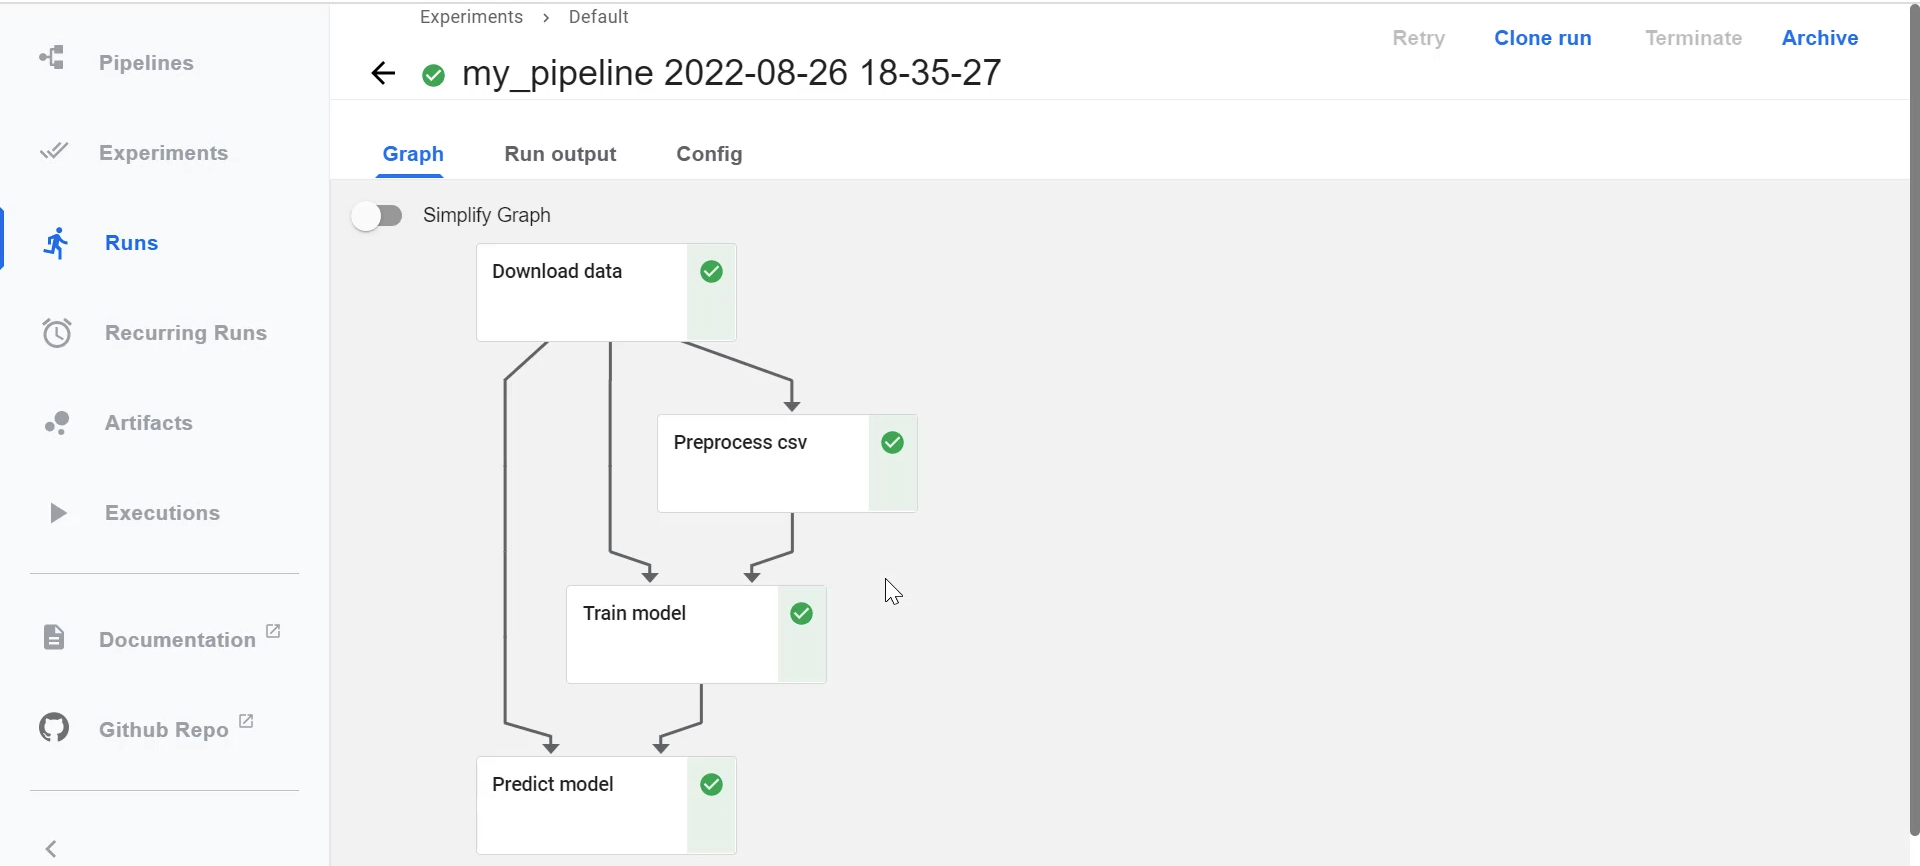 Experiments › Default
Retry
Clone run
Terminate
Archive
my_pipeline 2022-08-26 18-35-27
Pipelines
Experiments
Runs
Recurring Runs
Artifacts
Executions
Documentation
Github Repo
Graph
Run output
Config
Simplify Graph
Download data
Preprocess csv
Train model
Predict model